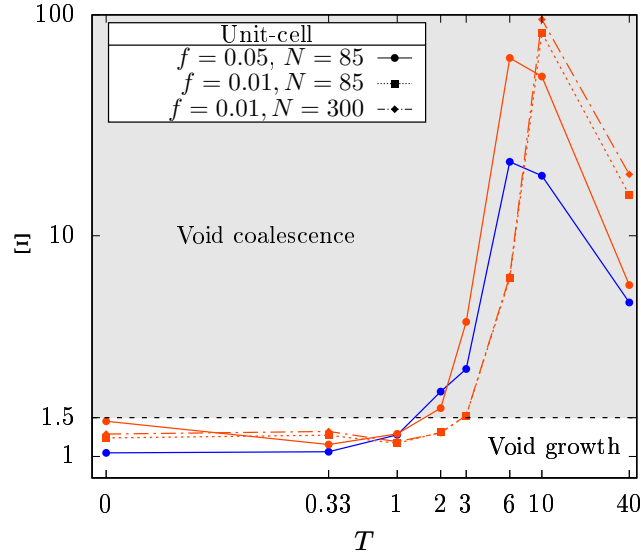 100
Unit-cell
f = 0.05, N = 85
f = 0.01, N = 85
f = 0.01, N = 300
Void coalescence
10
Ξ
1.5
Void growth
1
0 0.33 1 2 3 6 10 40
T